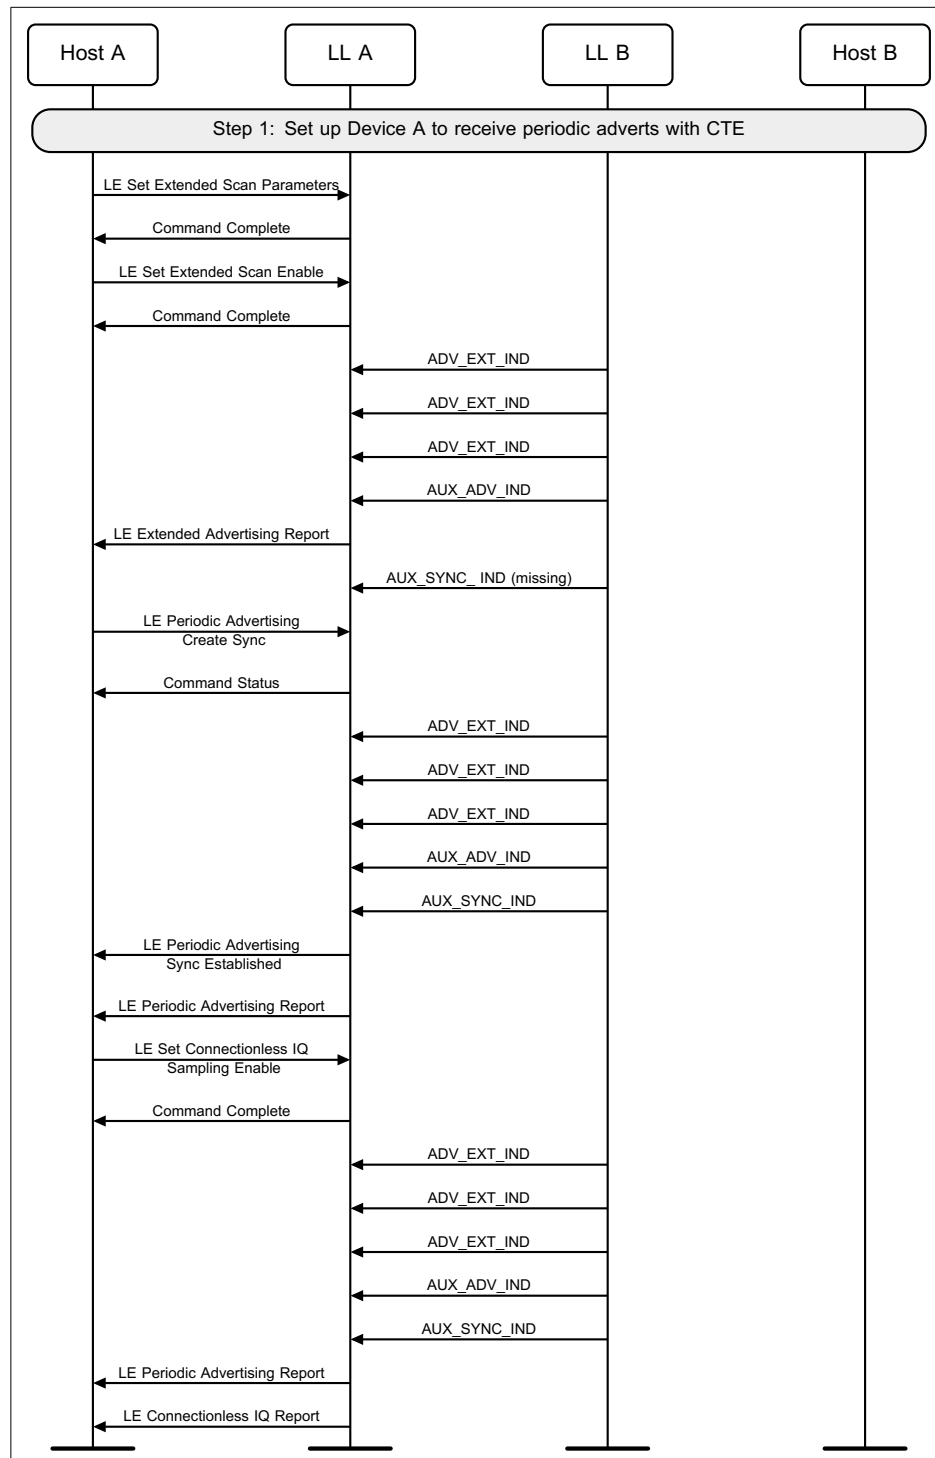 Host A
LL A
LL B
Host B
Step 1: Set up Device A to receive periodic adverts with CTE
LE Set Extended Scan Parameters
Command Complete
LE Set Extended Scan Enable
Command Complete
ADV_EXT_IND
ADV_EXT_IND
ADV_EXT_IND
AUX_ADV_IND
LE Extended Advertising Report
AUX_SYNC_ IND (missing)
LE Periodic Advertising
Create Sync
Command Status
ADV_EXT_IND
ADV_EXT_IND
ADV_EXT_IND
AUX_ADV_IND
AUX_SYNC_IND
LE Periodic Advertising
Sync Established
LE Periodic Advertising Report
LE Set Connectionless IQ
Sampling Enable
Command Complete
ADV_EXT_IND
ADV_EXT_IND
ADV_EXT_IND
AUX_ADV_IND
AUX_SYNC_IND
LE Periodic Advertising Report
LE Connectionless IQ Report